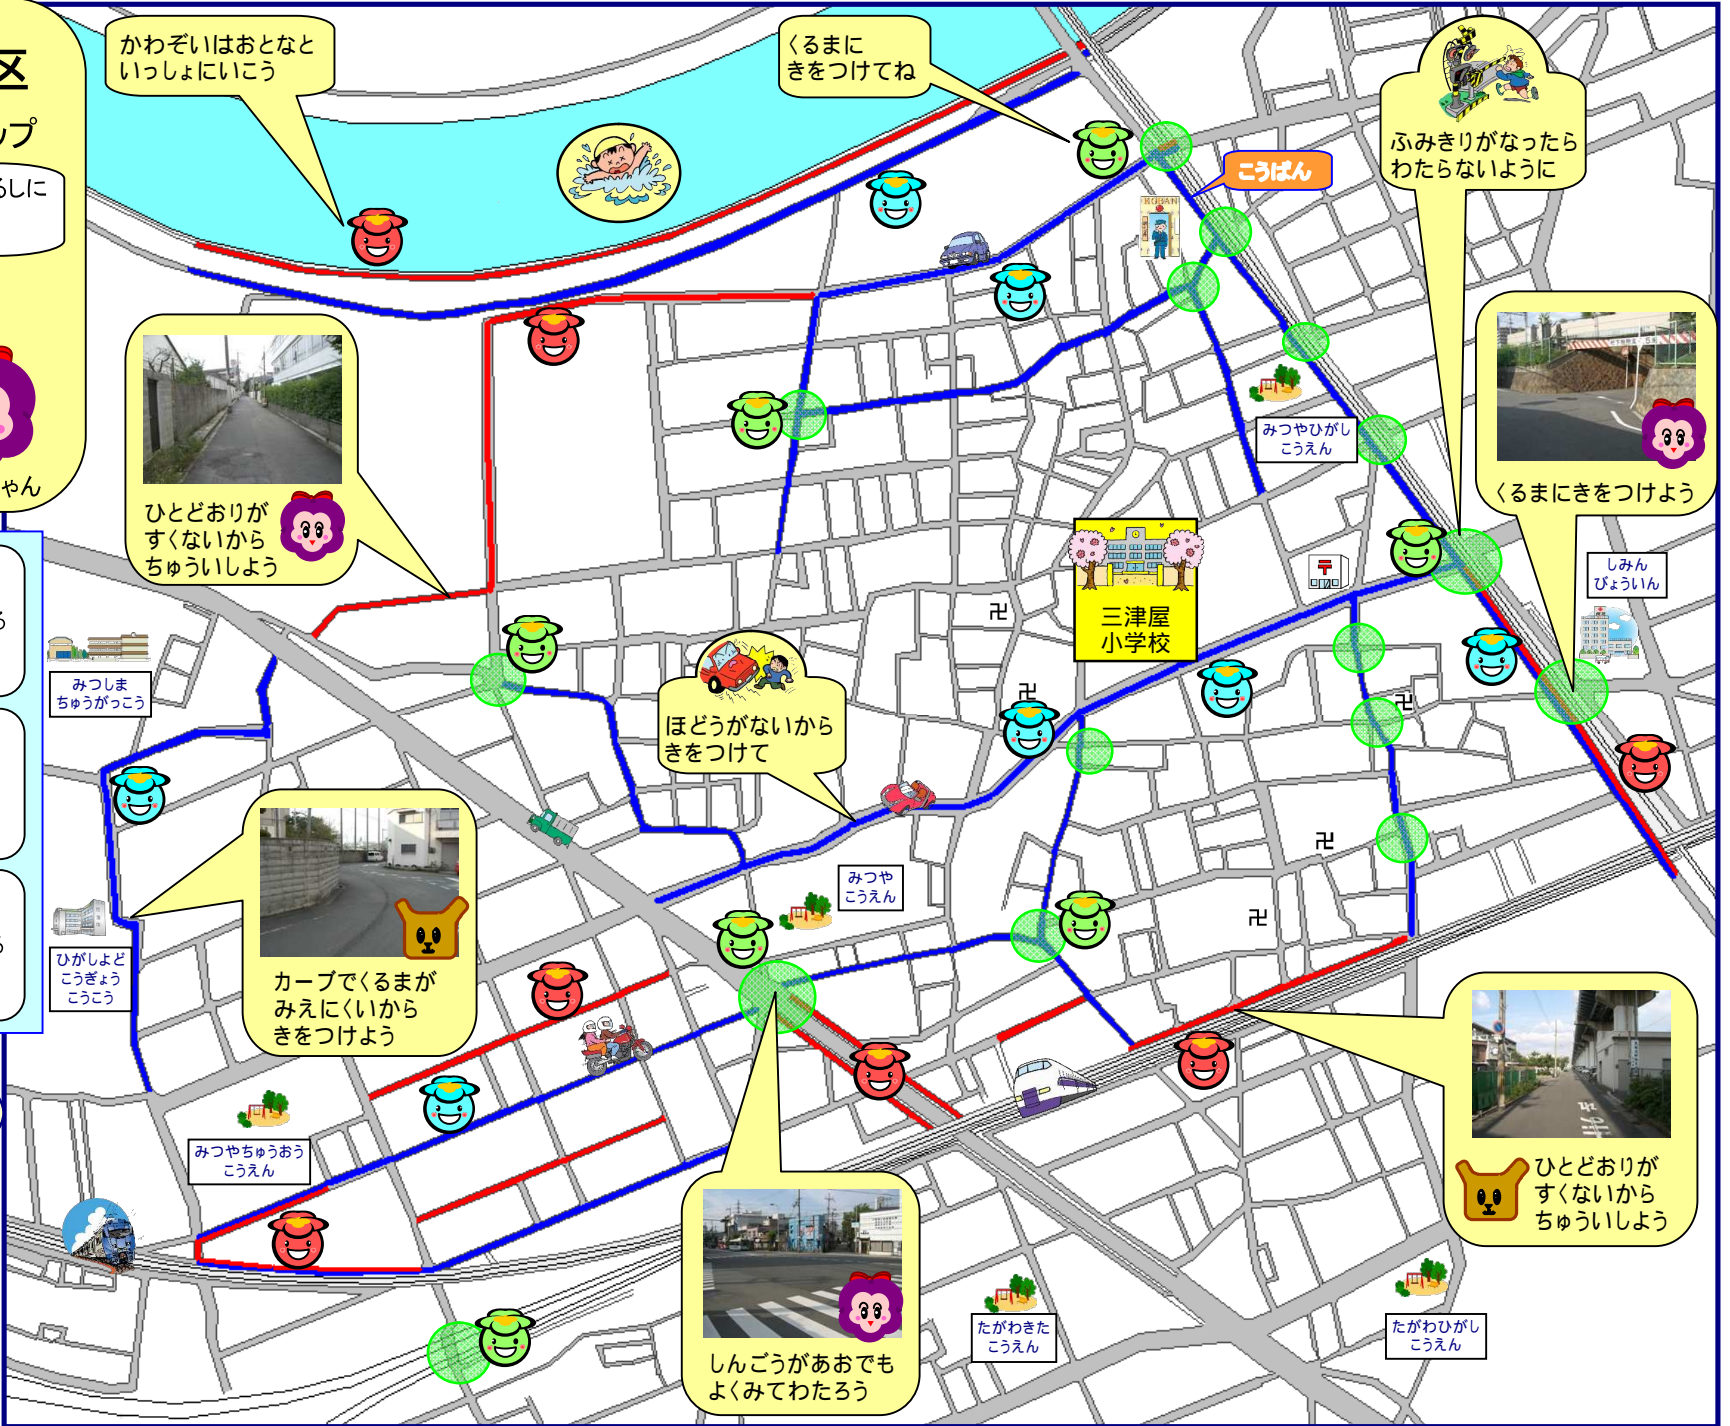 区
ップ
るしに
ゃん
る
る
かわぞいはおとなと
いっしょにいこう
くるまに
きをつけてね
ふみきりがなったら
わたらないように
こうばん
KOBAN
ひとどおりが
すくないから
ちゅういしよう
みつやひがし
こうえん
くるまにきをつけよう
しみん
びょういん
三津屋
小学校
みつしま
ちゅうがっこう
ほどうがないから
きをつけて
みつや
こうえん
ひがしよど
こうぎょう
こうこう
カーブでくるまが
みえにくいから
きをつけよう
みつやちゅうおう
こうえん
ひとどおりが
すくないから
ちゅういしよう
しんごうがあおでも
よくみてわたろう
たがわきた
こうえん
たがわひがし
こうえん